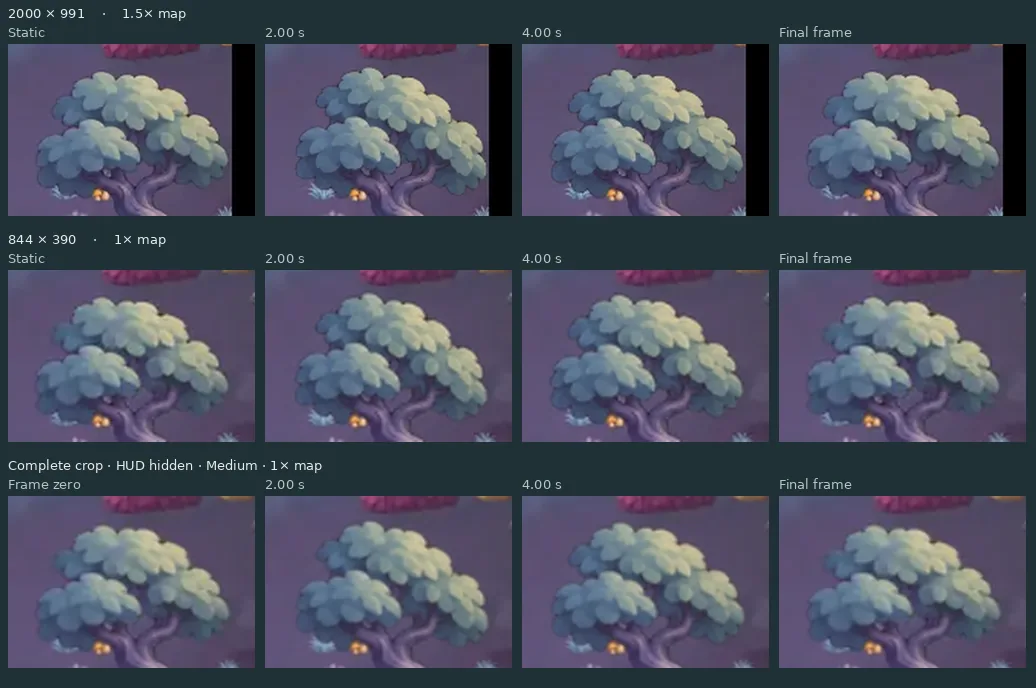 2000 × 991 · 1.5× map
Static 2.00 s 4.00 s Final frame
844 × 390 · 1× map
Static 2.00 s 4.00 s Final frame
Complete crop · HUD hidden · Medium · 1× map
Frame zero 2.00 s 4.00 s Final frame